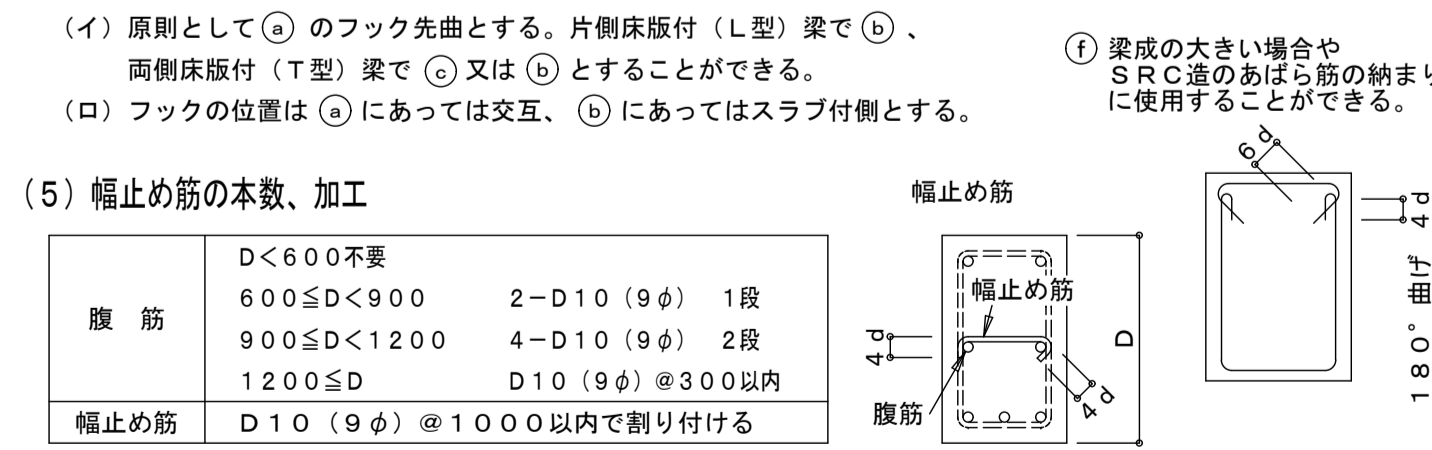 （イ）原則としてⓐ のフック先曲とする。片側床版付（Ｌ型）梁でⓑ 、
両側床版付（Ｔ型）梁で ⓒ又は ⓑ とすることができる。
（ロ）フックの位置は ⓐ にあっては交互、 ⓑ にあってはスラブ付側とする。
ⓕ 梁成の大きい場合や
ＳＲＣ造のあばら筋の納まり
に使用することができる。
（５）幅止め筋の本数、加工
腹　筋
Ｄ＜６００不要
６００≦Ｄ＜９００　２－Ｄ１０（９φ）　１段
９００≦Ｄ＜１２００　４－Ｄ１０（９φ）　２段
１２００≦Ｄ　Ｄ１０（９φ）＠３００以内
幅止め筋　Ｄ１０（９φ）＠１０００以内で割り付ける
幅止め筋
幅止め筋
４ｄ
腹筋
４ｄ
Ｄ
６ｄ
４ｄ
１８０°曲げ